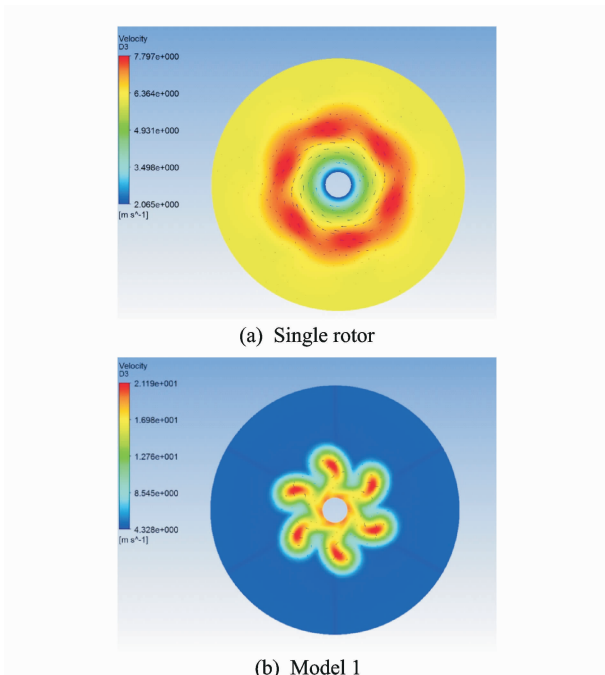 Velocity
D3
7.797e+000
6.364e+000
4.931e+000
3.498e+000
2.065e+000
[m s^-1]
(a) Single rotor
Velocity
D3
2.119e+001
1.698e+001
1.276e+001
8.545e+000
4.328e+000
[m s^-1]
(b) Model 1